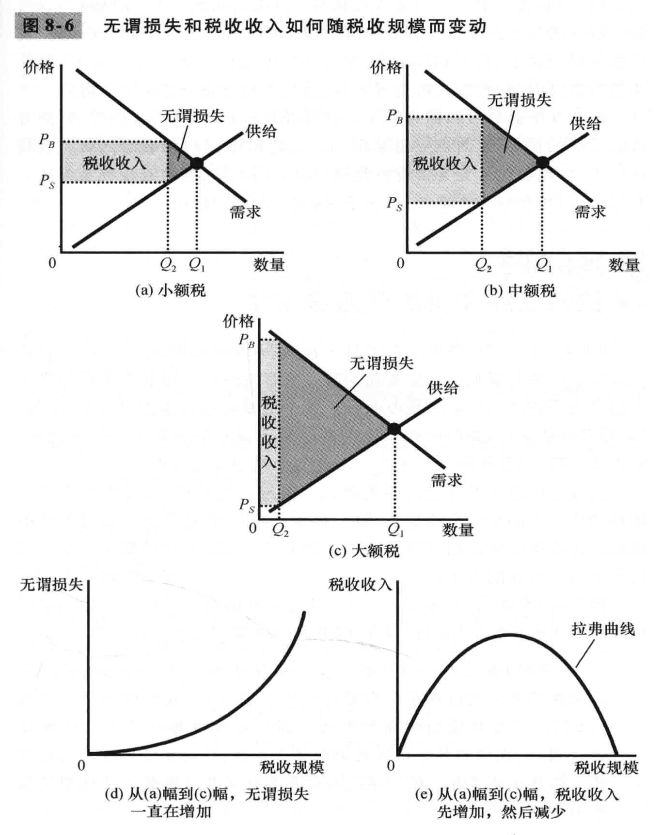 图 8-6 无谓损失和税收收入如何随税收规模而变动
价格
无谓损失
供给
P_B
税收收入
P_S
需求
0
Q₂
Q₁
数量
(a) 小额税
价格
无谓损失
P_B
供给
税收收入
P_S
需求
0
Q₂
Q₁
数量
(b) 中额税
价格
P_B
无谓损失
供给
税收收入
需求
P_S
0
Q₂
Q₁
数量
(c) 大额税
无谓损失
0
税收规模
(d) 从(a)幅到(c)幅，无谓损失
一直在增加
税收收入
拉弗曲线
0
税收规模
(e) 从(a)幅到(c)幅，税收收入
先增加，然后减少